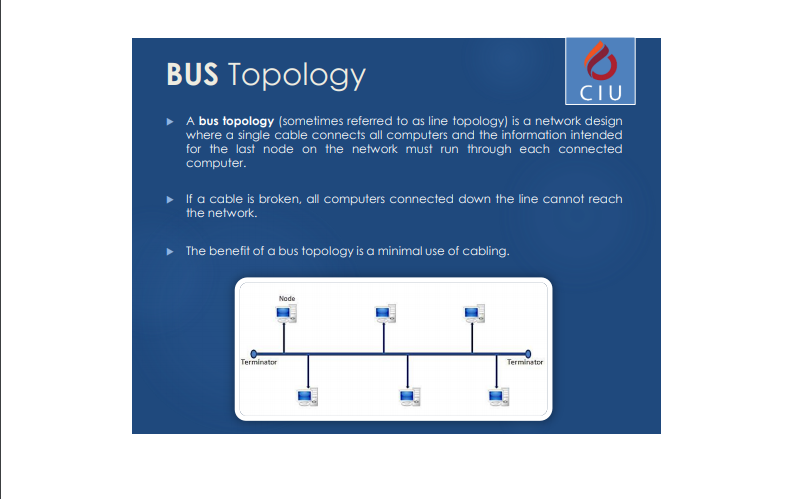 BUS Topology
CIU
A bus topology (sometimes referred to as line topology) is a network design
where a single cable connects all computers and the information intended
for the last node on the network must run through each connected
computer.
If a cable is broken, all computers connected down the line cannot reach
the network.
The benefit of a bus topology is a minimal use of cabling.
Node
Terminator
Terminator